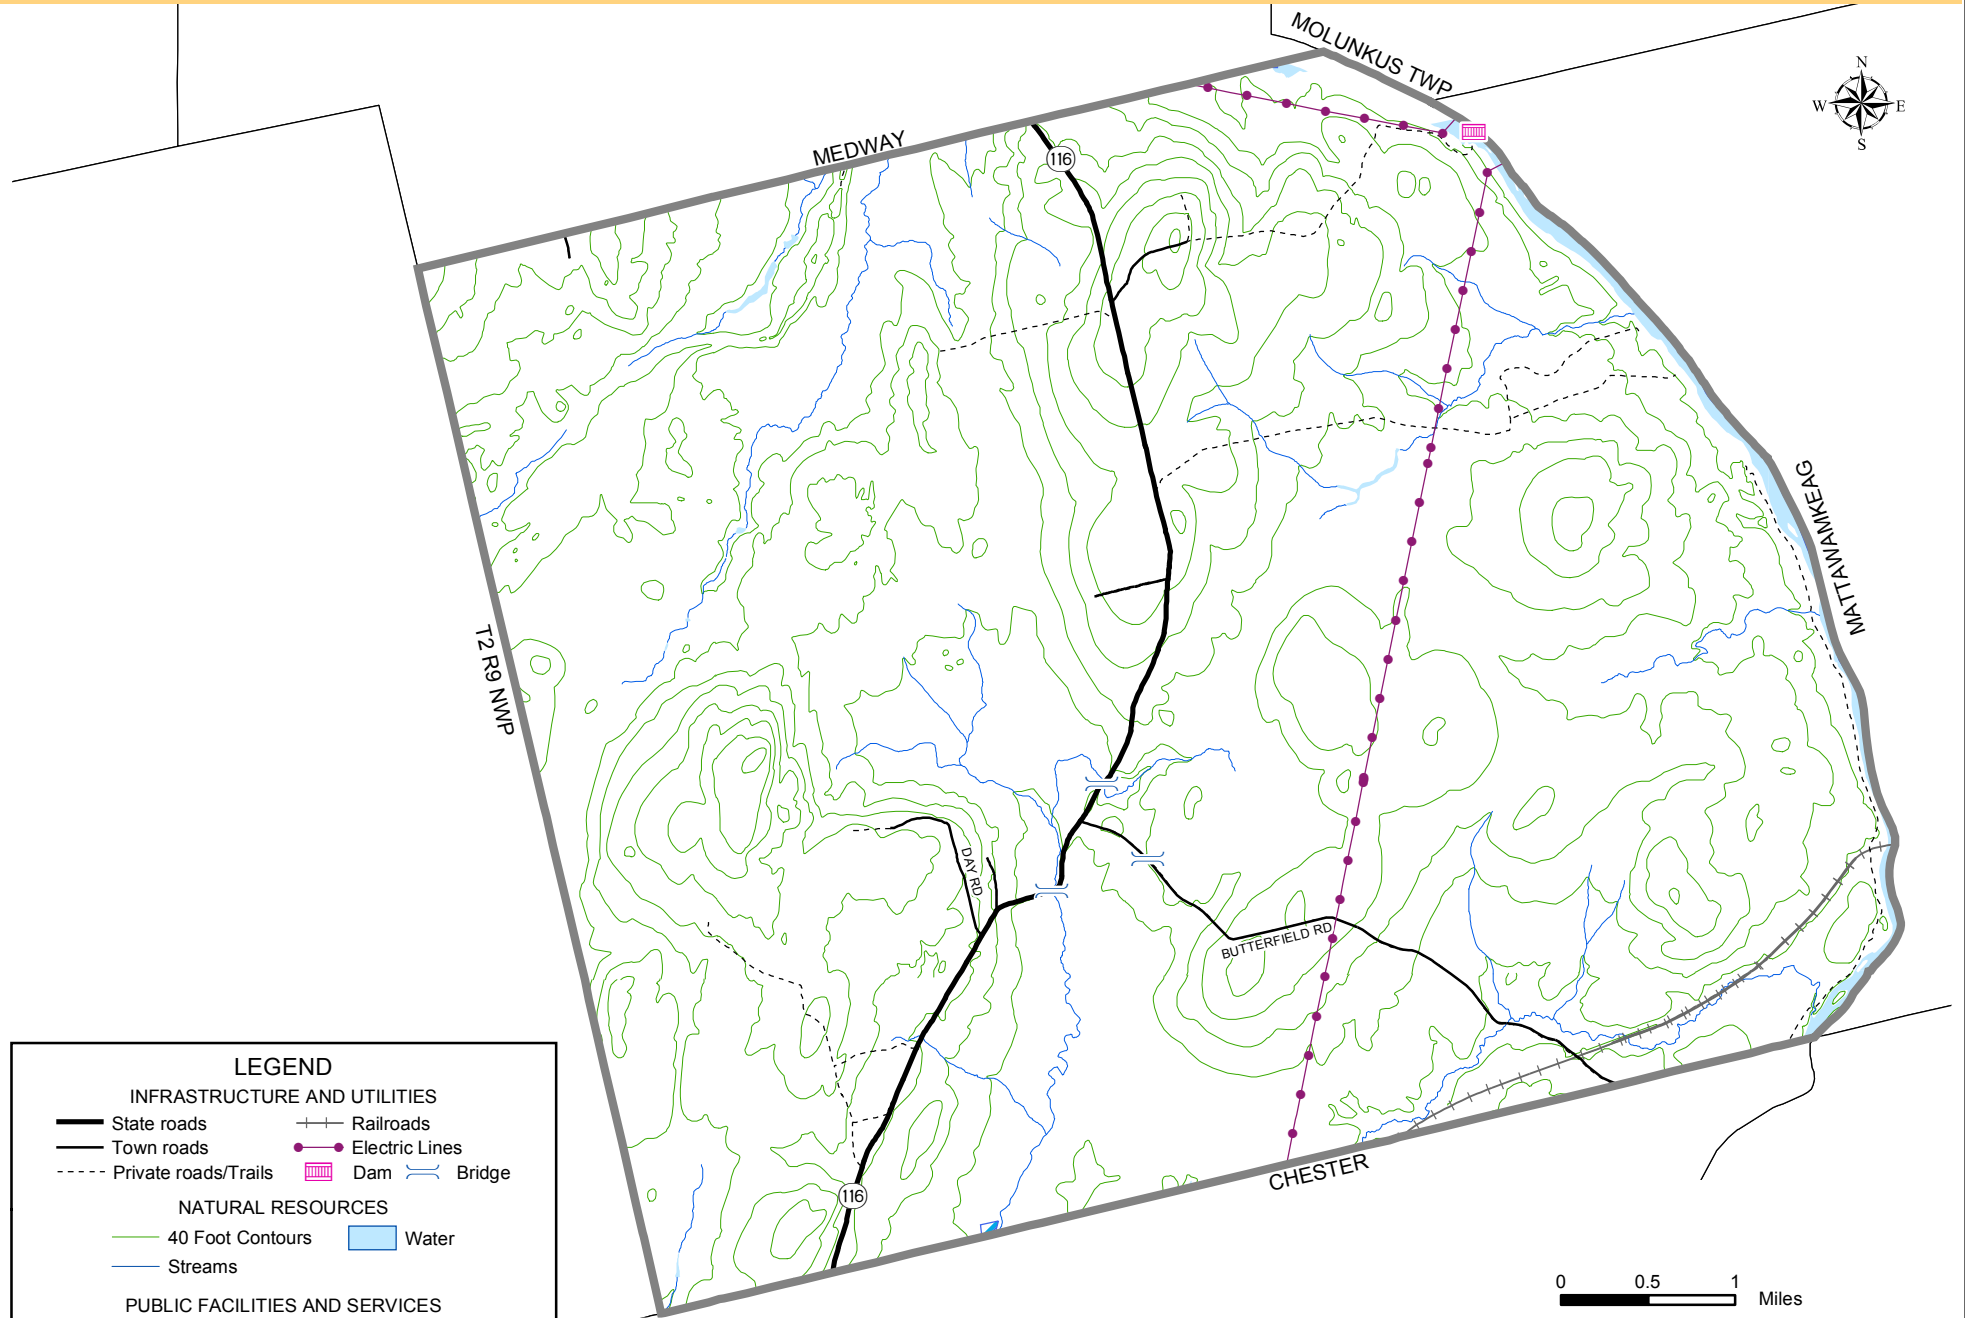 MOLUNKUS TWP
N
W E
S
MEDWAY
116
MATTAWAMKEAG
T2 R9 NWP
DAY RD
BUTTERFIELD RD
CHESTER
116
LEGEND
INFRASTRUCTURE AND UTILITIES
State roads Railroads
Town roads Electric Lines
Private roads/Trails Dam Bridge
NATURAL RESOURCES
40 Foot Contours Water
Streams
PUBLIC FACILITIES AND SERVICES
0 0.5 1
Miles